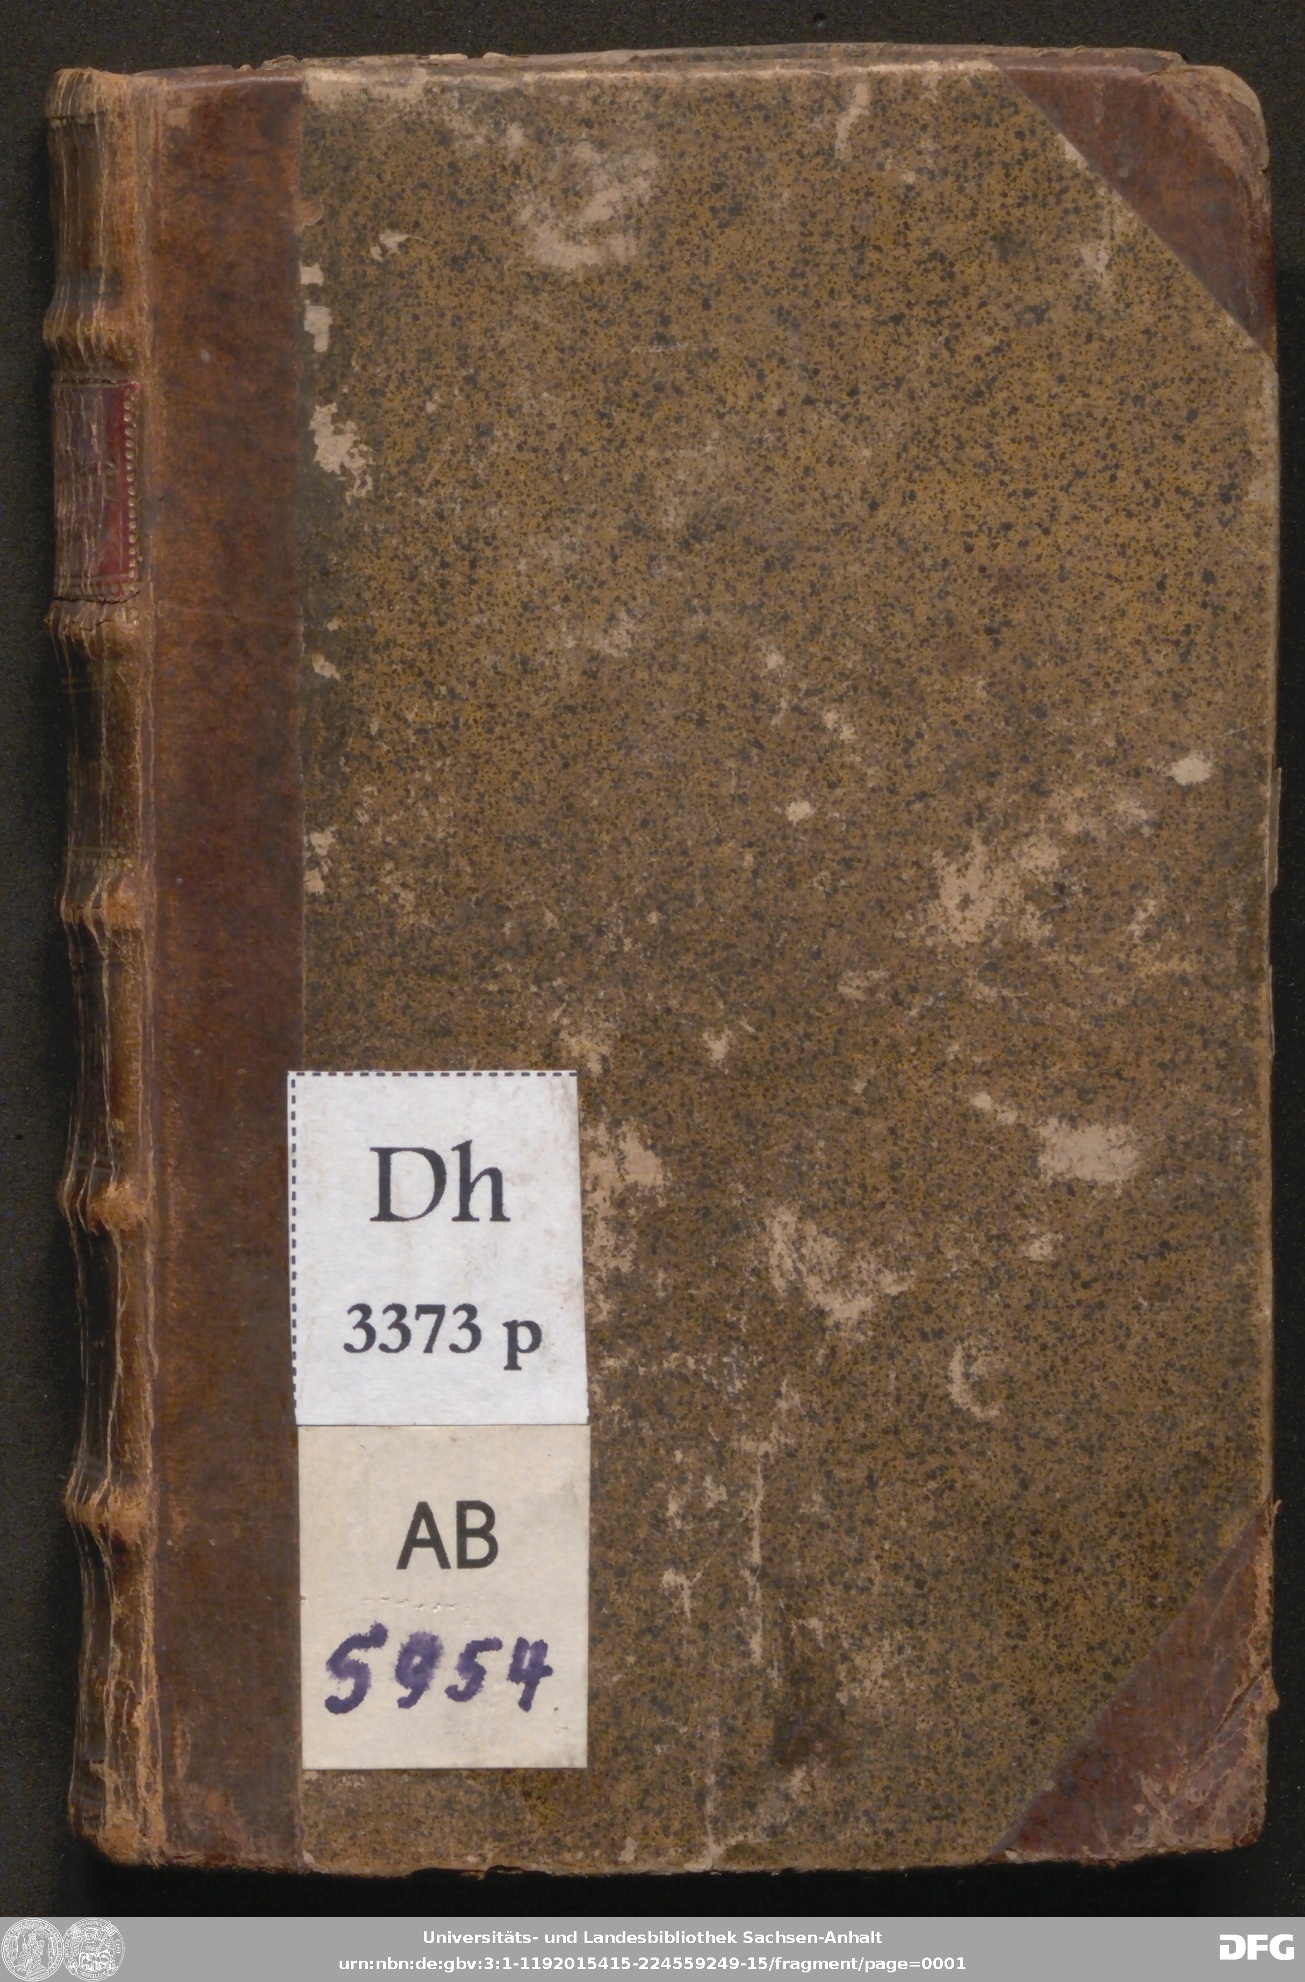 Dh
3373 p
AB
5954
Universitäts- und Landesbibliothek Sachsen-Anhalt
urn:nbn:de:gbv:3:1-1192015415-224559249-15/fragment/page=0001
DFG